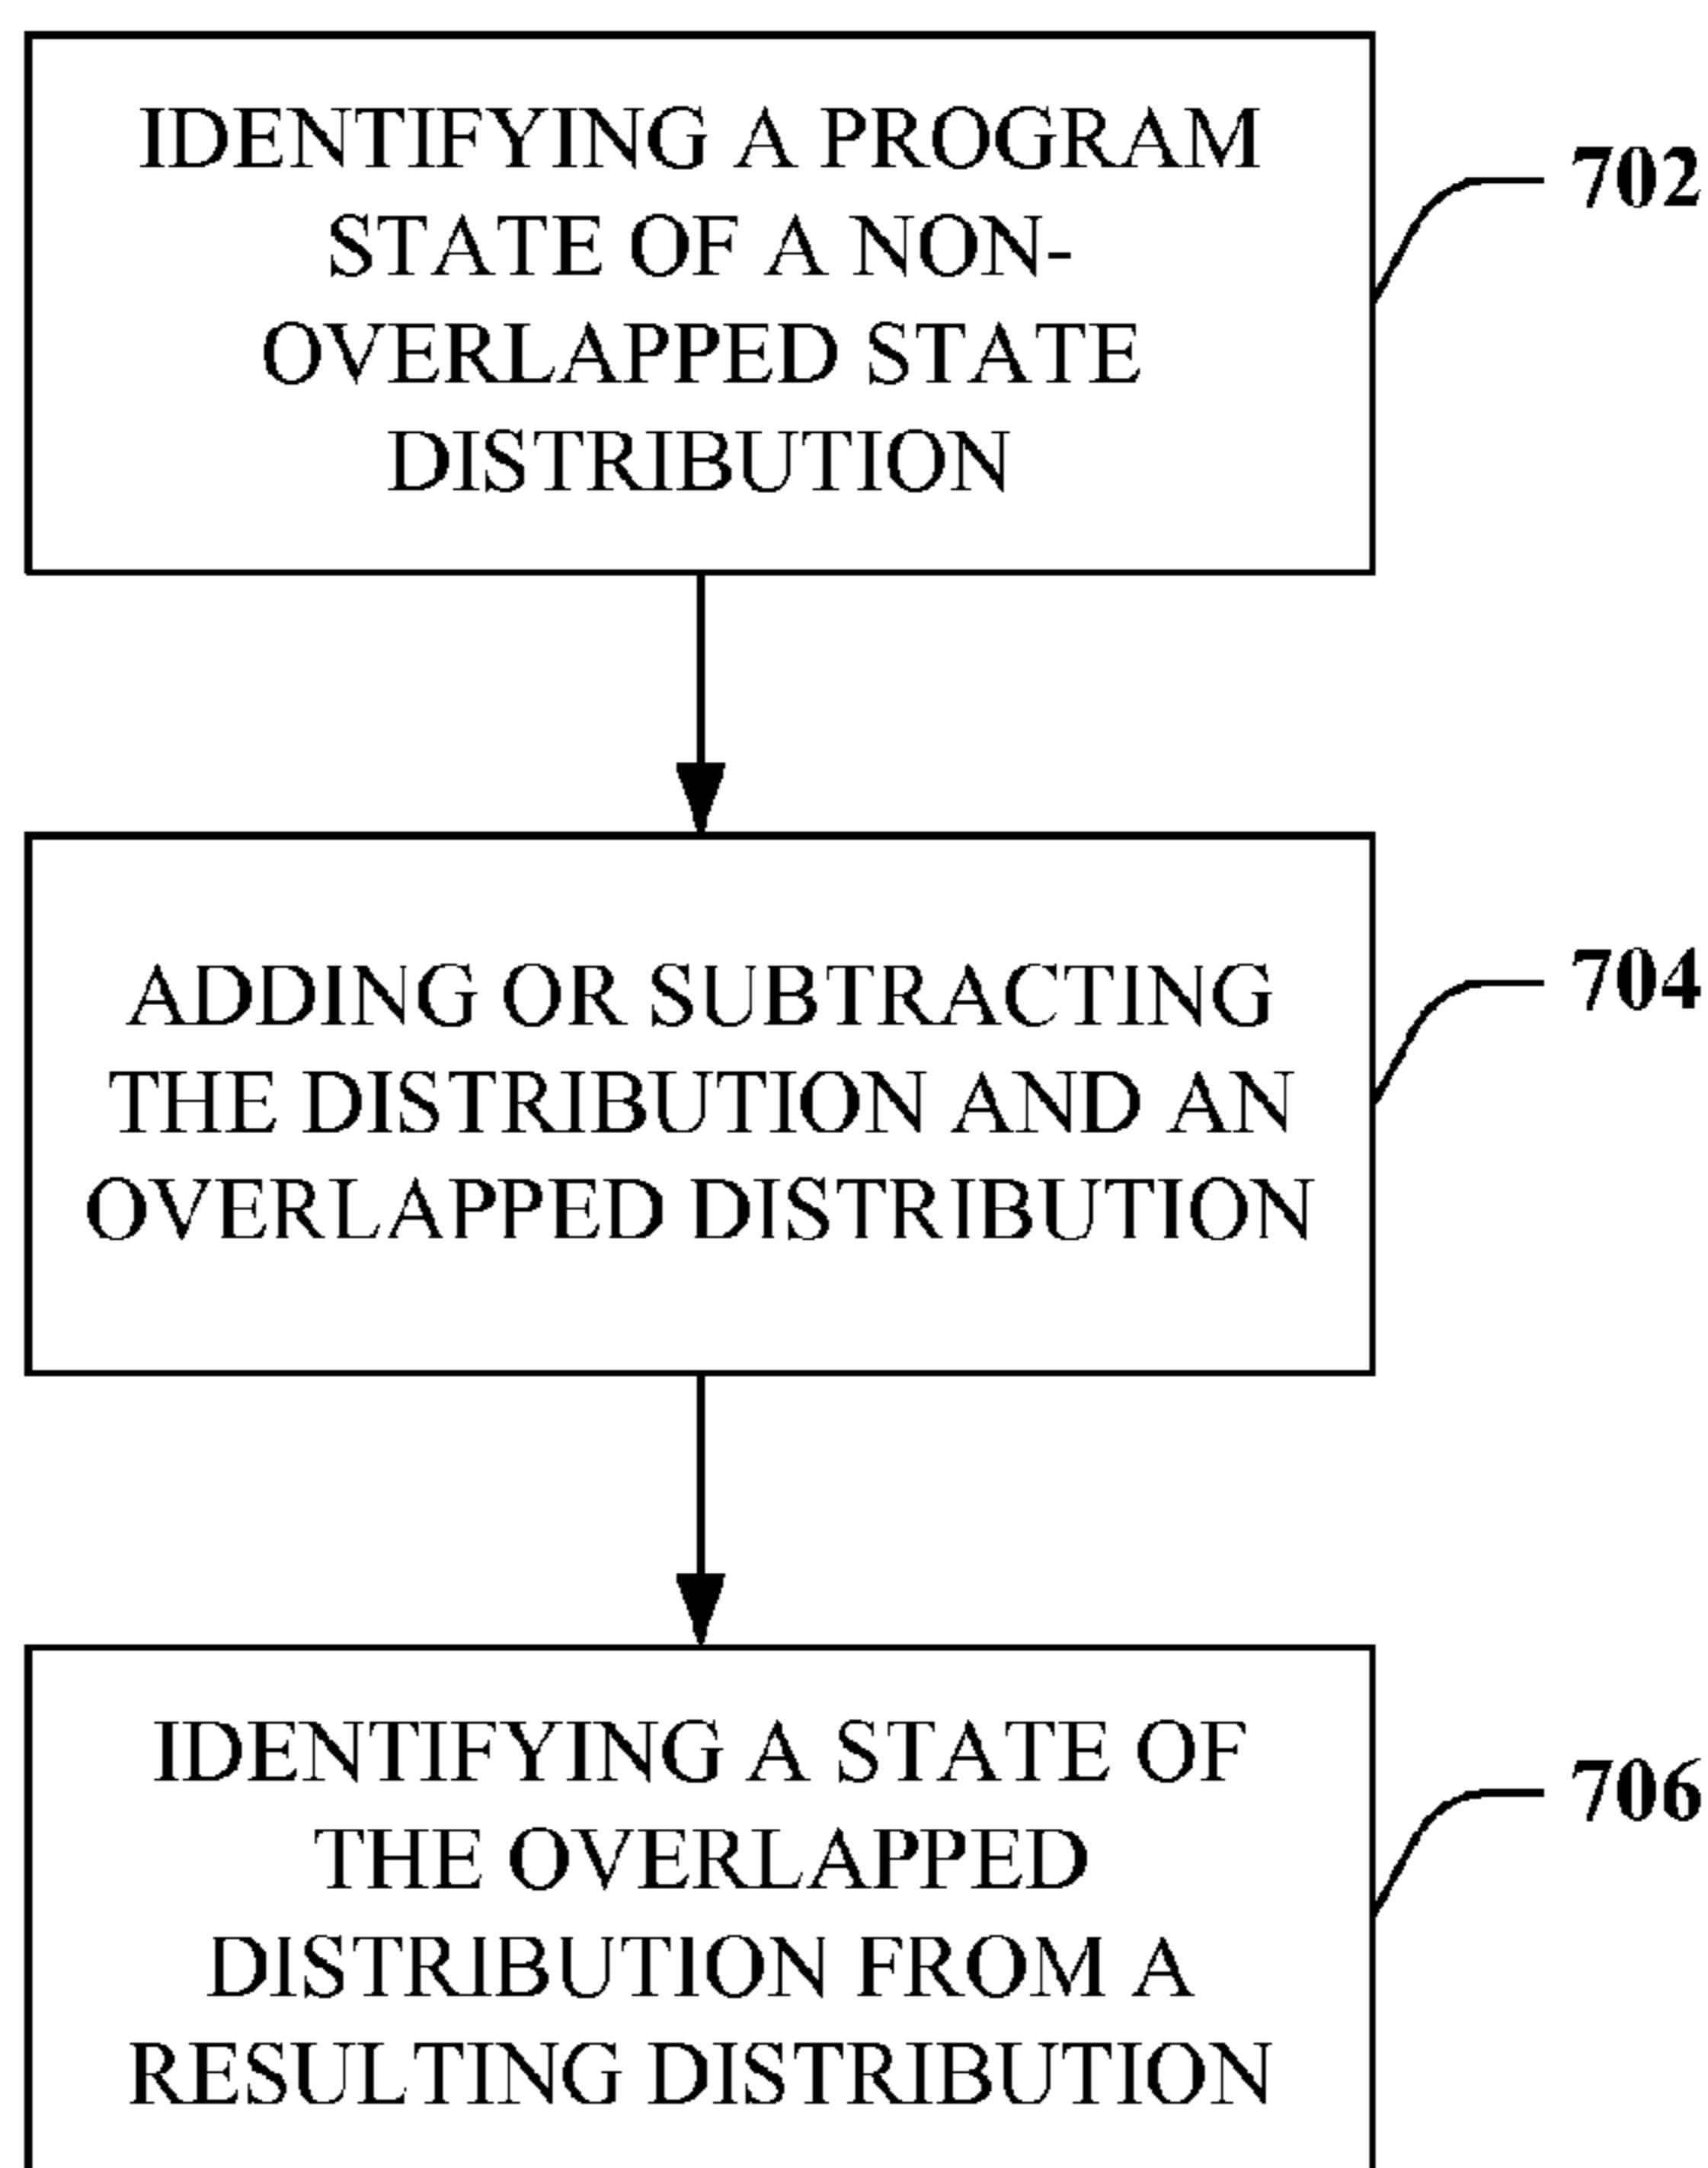 IDENTIFYING A PROGRAM
STATE OF A NON-
OVERLAPPED STATE
DISTRIBUTION
702
ADDING OR SUBTRACTING
THE DISTRIBUTION AND AN
OVERLAPPED DISTRIBUTION
704
IDENTIFYING A STATE OF
THE OVERLAPPED
DISTRIBUTION FROM A
RESULTING DISTRIBUTION
706